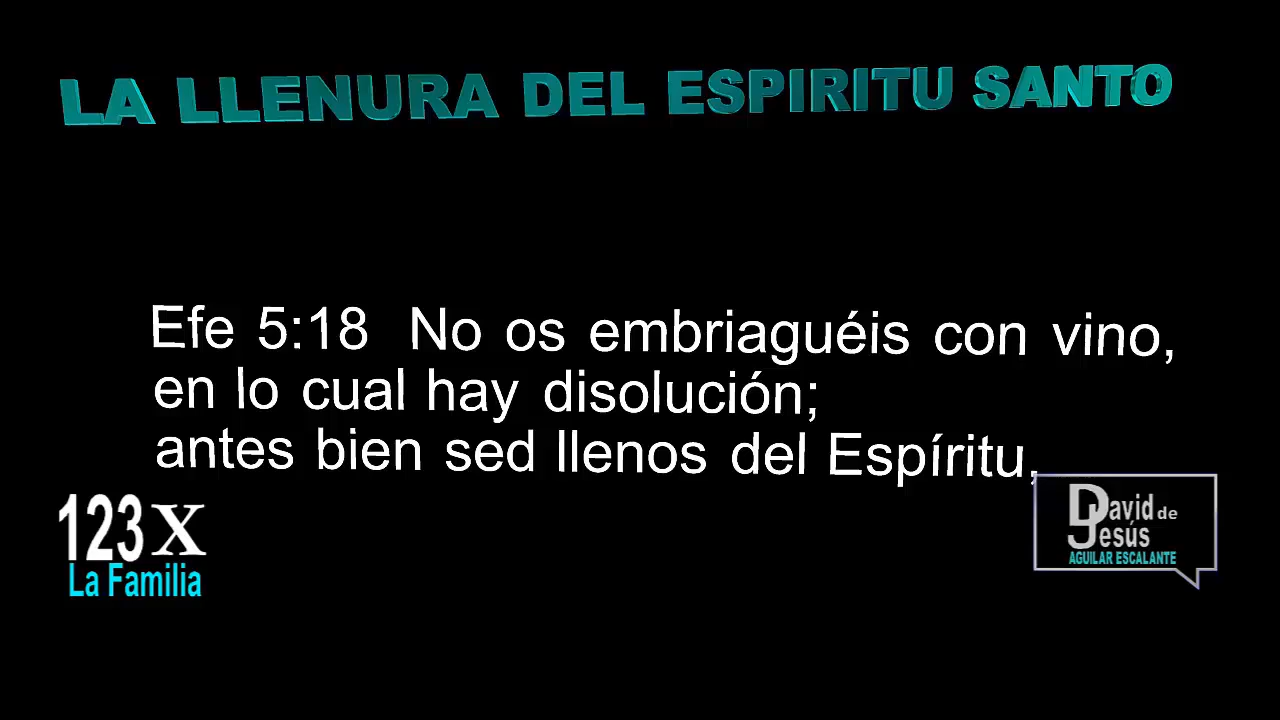 LA LLENURA DEL ESPIRITU SANTO
Efe 5:18 No os embriaguéis con vino,
en lo cual hay disolución;
antes bien sed llenos del Espíritu,
123X
La Familia
David de
Jesús
AGUILAR ESCALANTE